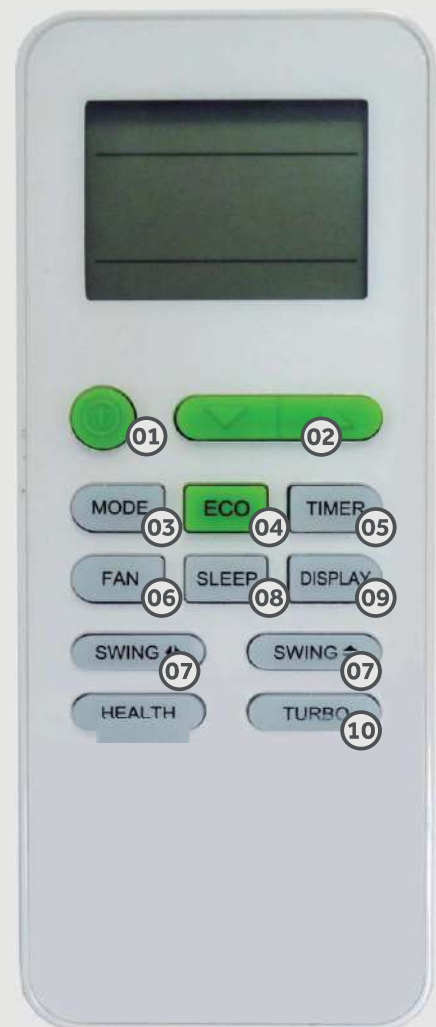 01 02
MODE 03 ECO 04 TIMER 05
FAN 06 SLEEP 08 DISPLAY 09
SWING 07 SWING 07
HEALTH TURBO 10